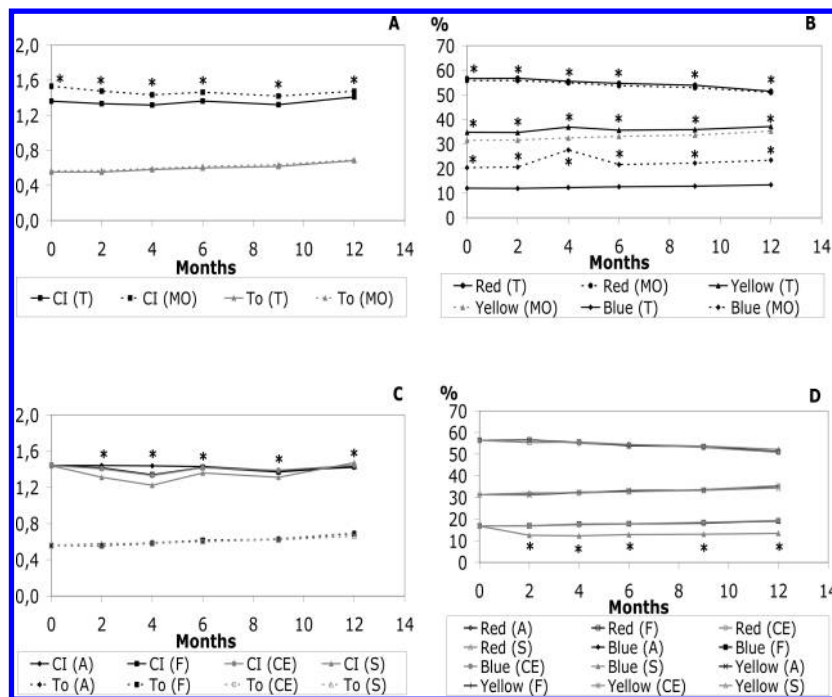 A
2,0
1,6
1,2
0,8
0,4
0,0
* * * * * *
0 2 4 6 8 10 12 14
Months
CI (T) CI (MO) To (T) To (MO)
% B
70
60
50
40
30
20
10
0
* * * * * *
* * * * * *
* * * * * *
0 2 4 6 8 10 12 14
Months
Red (T) Red (MO) Yellow (T)
Yellow (MO) Blue (T) Blue (MO)
C
2,0
1,6
1,2
0,8
0,4
0,0
* * * * *
0 2 4 6 8 10 12 14
Months
CI (A) CI (F) CI (CE) CI (S)
To (A) To (F) To (CE) To (S)
% D
70
60
50
40
30
20
10
0
* * * * *
0 2 4 6 8 10 12 14
Months
Red (A) Red (F) Red (CE)
Red (S) Blue (A) Blue (F)
Blue (CE) Blue (S) Yellow (A)
Yellow (F) Yellow (CE) Yellow (S)